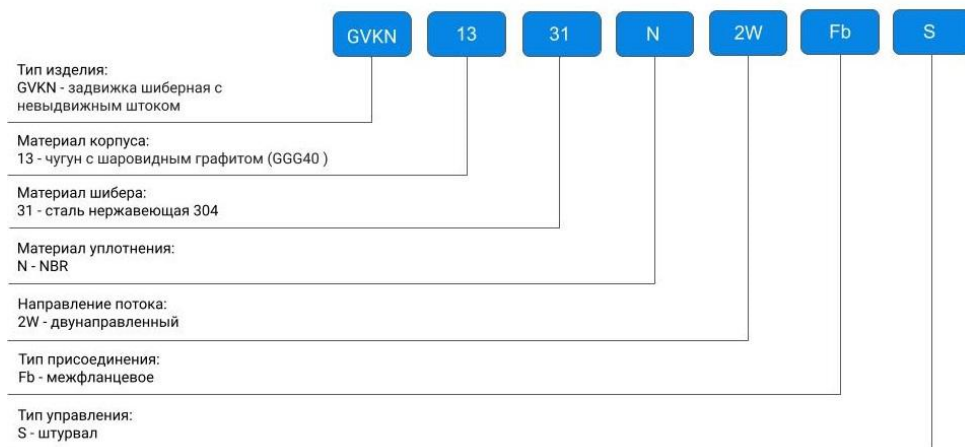 GVKN 13 31 N 2W Fb S
Тип изделия:
GVKN - задвижка шиберная с
невыдвижным штоком
Материал корпуса:
13 - чугун с шаровидным графитом (GGG40 )
Материал шибера:
31 - сталь нержавеющая 304
Материал уплотнения:
N - NBR
Направление потока:
2W - двунаправленный
Тип присоединения:
Fb - межфланцевое
Тип управления:
S - штурвал